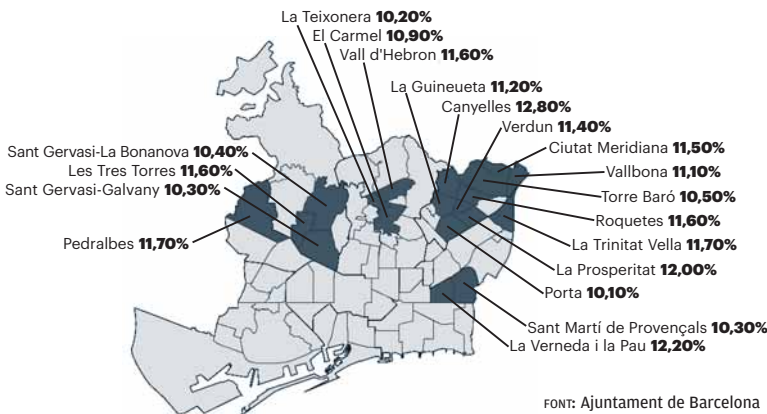 La Teixonera 10,20%
El Carmel 10,90%
Vall d'Hebron 11,60%
La Guineueta 11,20%
Canyelles 12,80%
Verdun 11,40%
Ciutat Meridiana 11,50%
Vallbona 11,10%
Torre Baró 10,50%
Roquetes 11,60%
La Trinitat Vella 11,70%
La Prosperitat 12,00%
Porta 10,10%
Sant Gervasi-La Bonanova 10,40%
Les Tres Torres 11,60%
Sant Gervasi-Galvany 10,30%
Pedralbes 11,70%
Sant Martí de Provençals 10,30%
La Verneda i la Pau 12,20%
FONT: Ajuntament de Barcelona